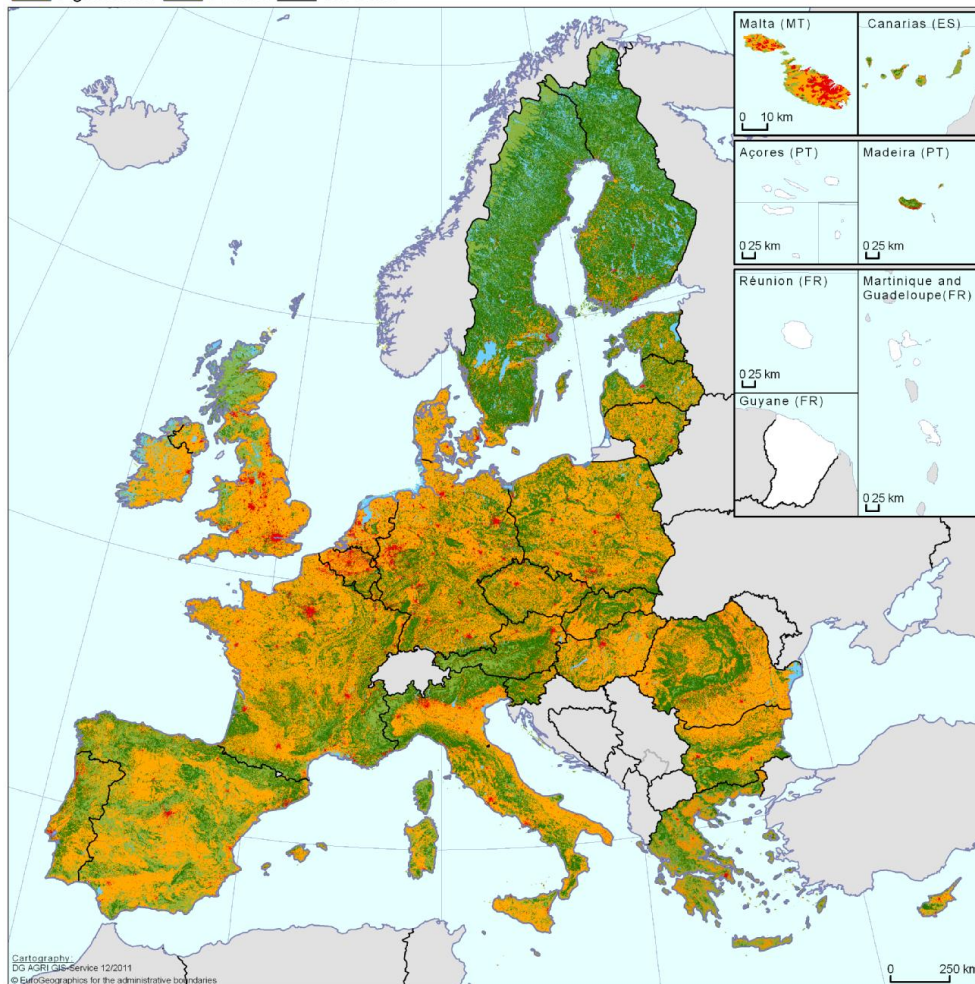 Malta (MT)
0 10 km
Canarias (ES)
Açores (PT)
0 25 km
Madeira (PT)
0 25 km
Réunion (FR)
0 25 km
Martinique and
Guadeloupe(FR)
0 25
Guyane (FR)
Cartography:
DG AGRI GIS-Service 12/2011
© EuroGeographics for the administrative boundaries
0 250 km